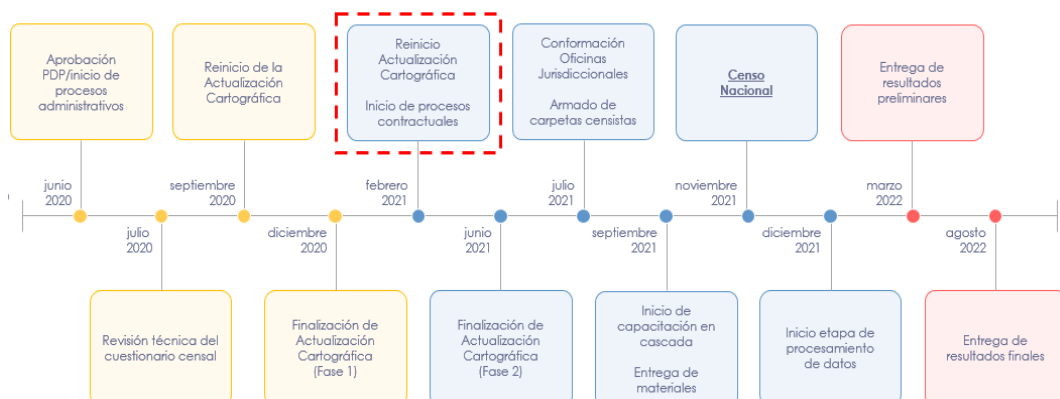 Aprobación
PDP/inicio de
procesos
administrativos
Reinicio de la
Actualización
Cartográfica
Reinicio
Actualización
Cartográfica
Inicio de procesos
contractuales
Conformación
Oficinas
Jurisdiccionales
Armado de
carpetas censistas
Censo
Nacional
Entrega de
resultados
preliminares
junio
2020
septiembre
2020
febrero
2021
julio
2021
noviembre
2021
marzo
2022
julio
2020
diciembre
2020
junio
2021
septiembre
2021
diciembre
2021
agosto
2022
Revisión técnica del
cuestionario censal
Finalización de
Actualización
Cartográfica
(Fase 1)
Finalización de
Actualización
Cartográfica
(Fase 2)
Inicio de
capacitación en
cascada
Entrega de
materiales
Inicio etapa de
procesamiento
de datos
Entrega de
resultados finales